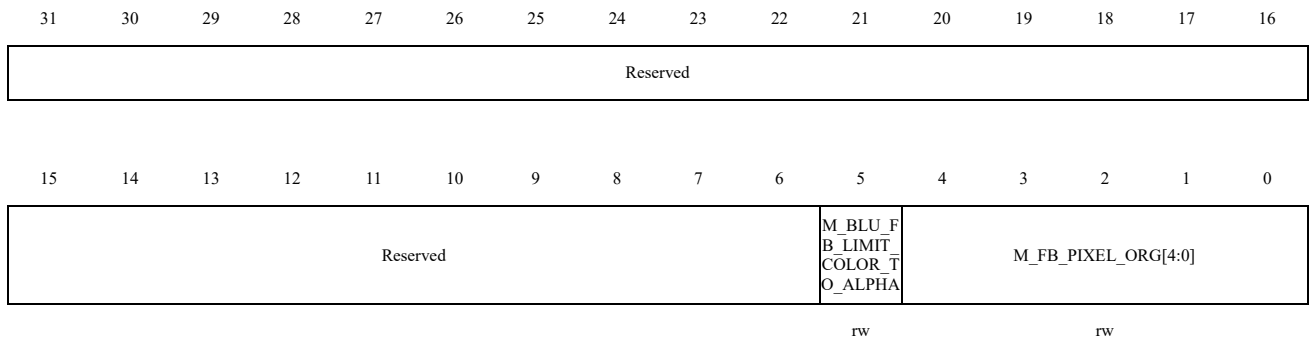 31 30 29 28 27 26 25 24 23 22 21 20 19 18 17 16
Reserved
15 14 13 12 11 10 9 8 7 6 5 4 3 2 1 0
Reserved
M_BLU_F
B_LIMIT_
COLOR_T
O_ALPHA
M_FB_PIXEL_ORG[4:0]
rw rw